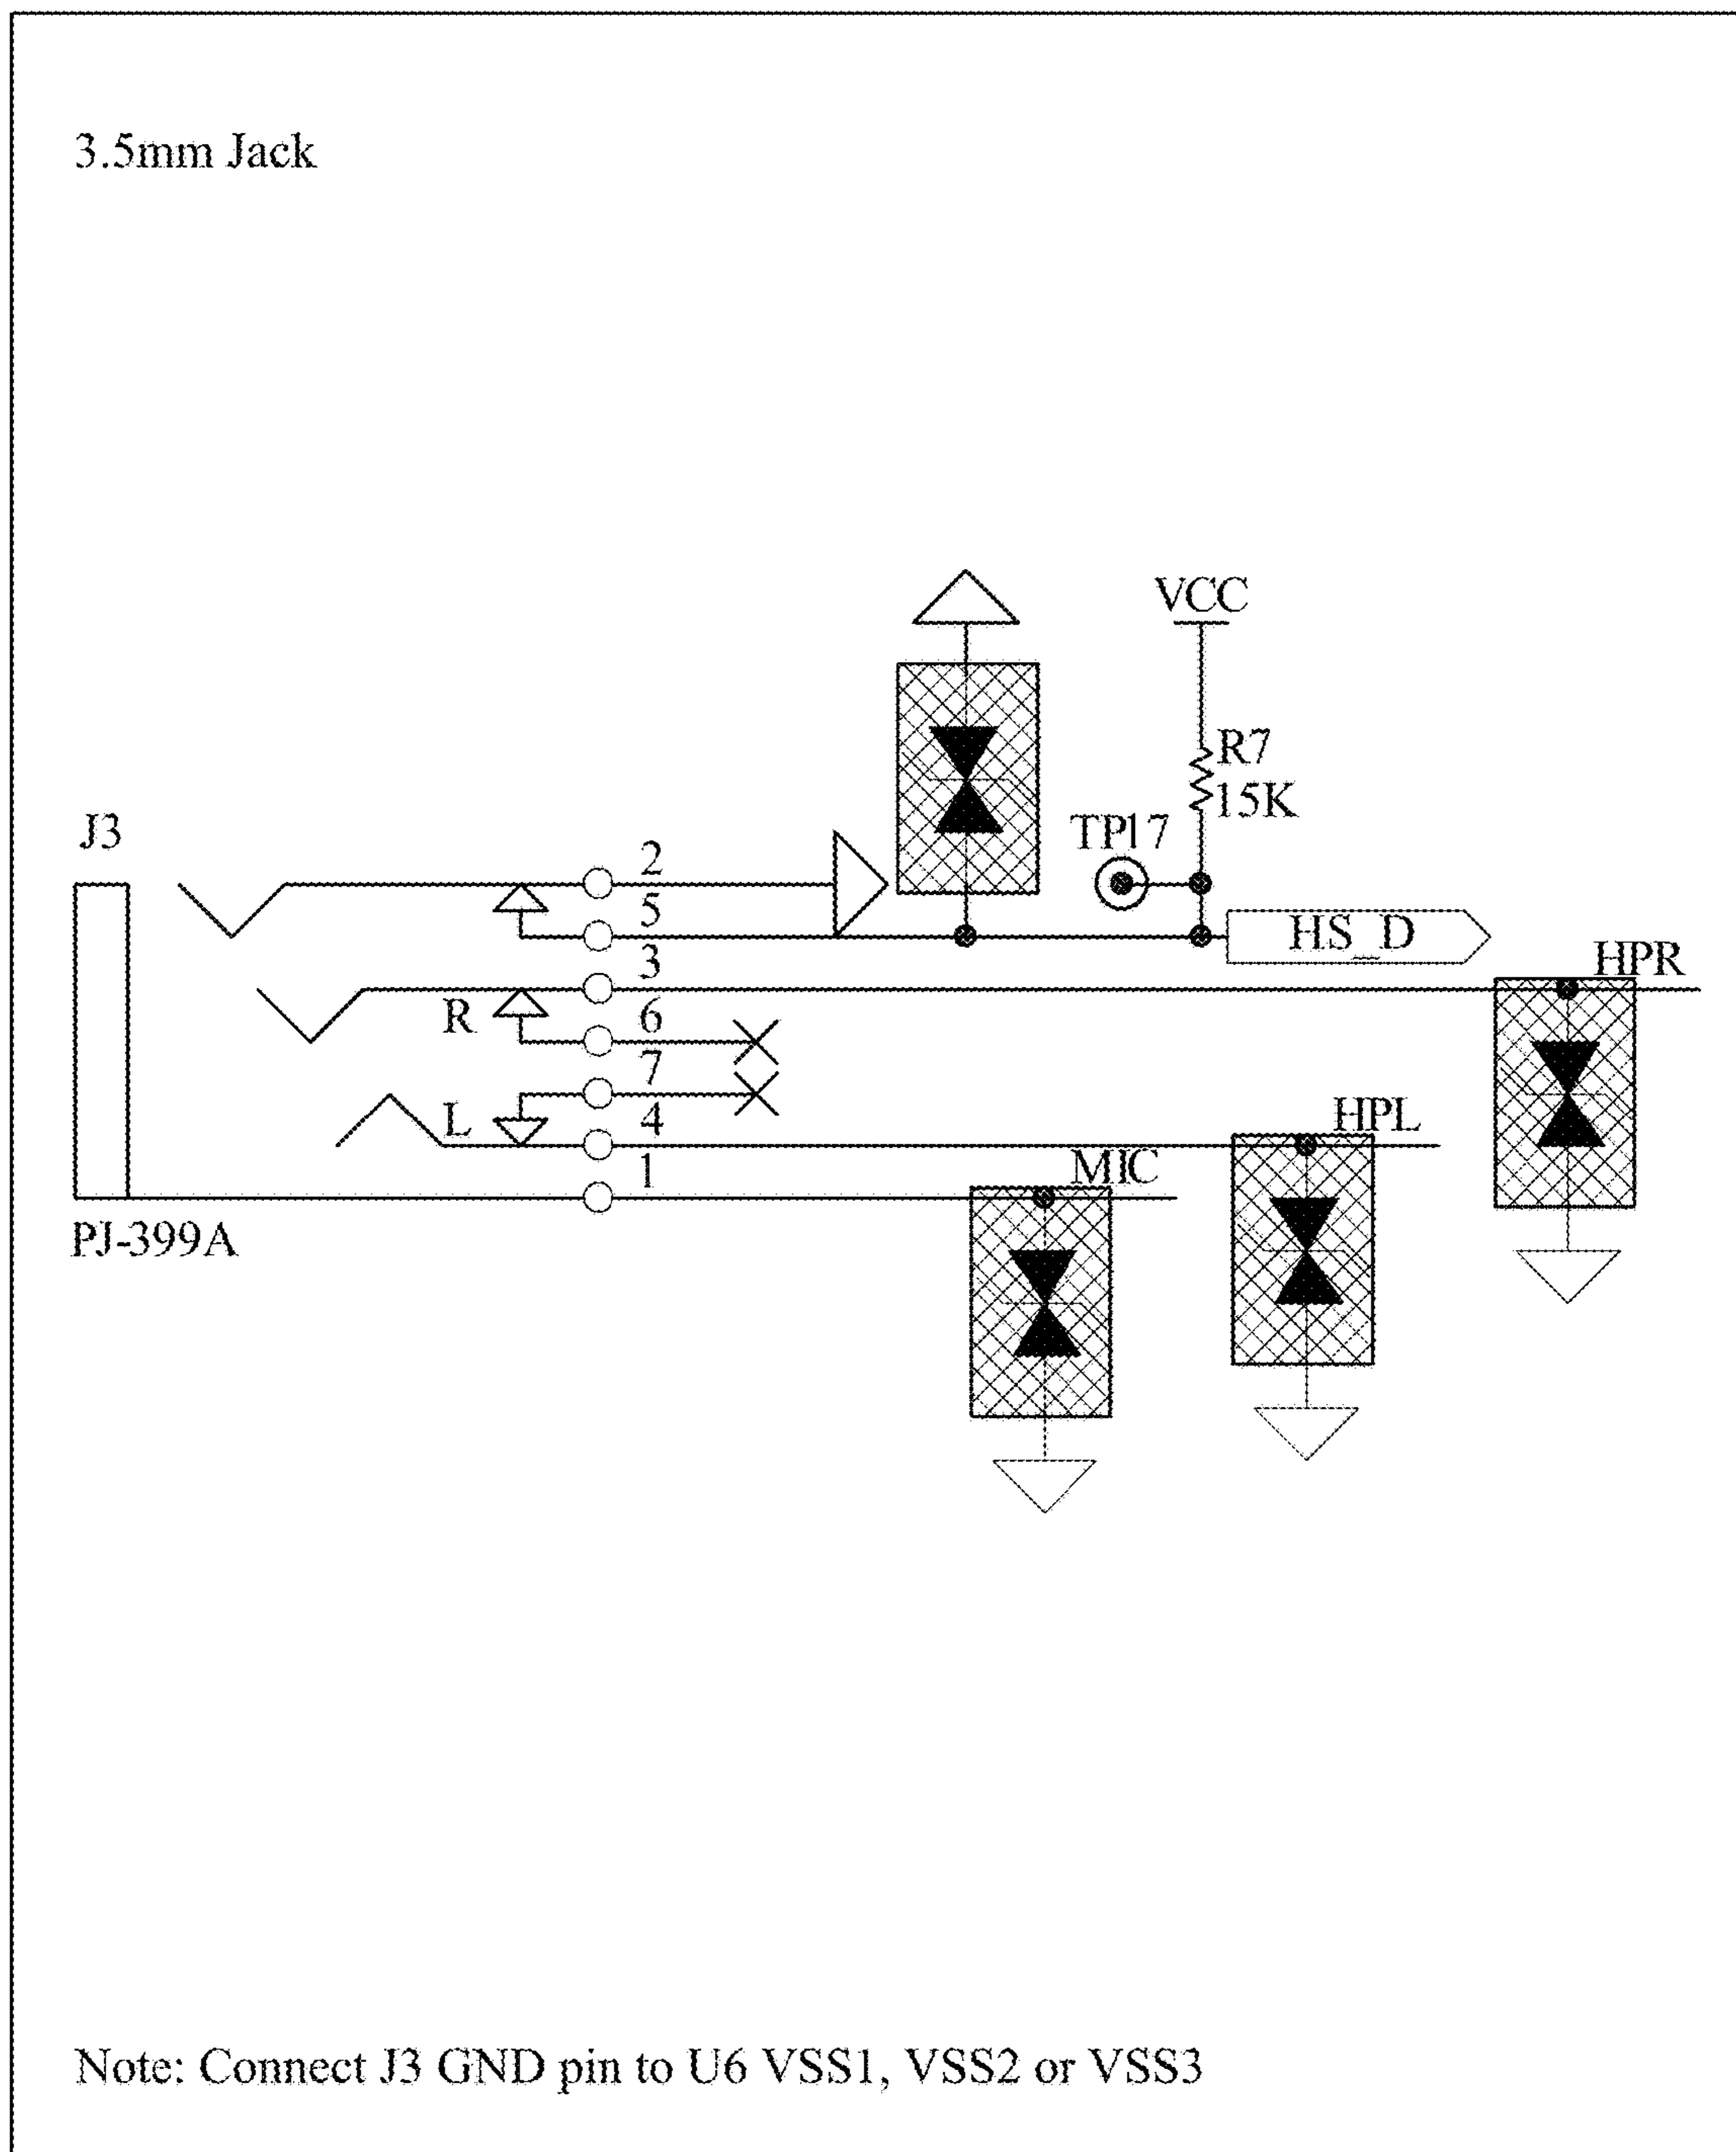 3.5mm Jack
VCC
R7
15K
TP17
J3
2
5
HS_D
3
HPR
R
6
7
L
4
HPL
1
MIC
PJ-399A
Note: Connect J3 GND pin to U6 VSS1, VSS2 or VSS3